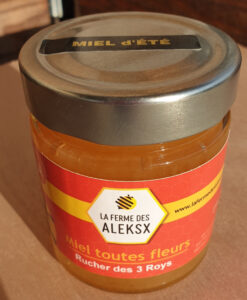 MIEL d'ÉTÉ
LA FERME DES
ALEKSX
Miel toutes fleurs
Rucher des 3 Roys